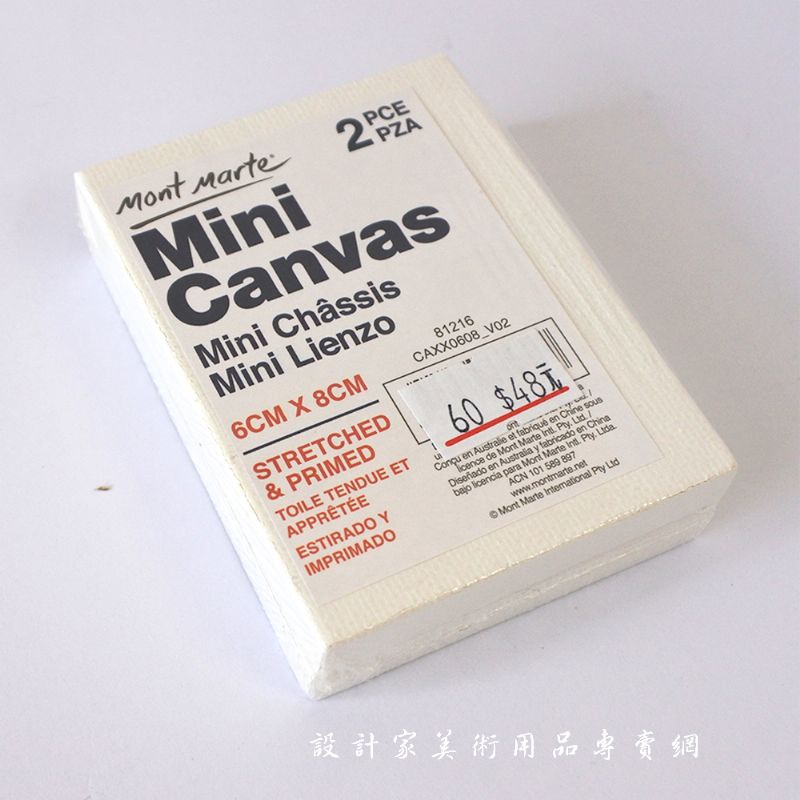 2 PCE
PZA
Mont Marte®
Mini
Canvas
Mini Châssis
Mini Lienzo
6CM X 8CM
STRETCHED
& PRIMED
TOILE TENDUE ET
APPRÊTÉE
ESTIRADO Y
IMPRIMADO
81216
CAXX0608_V02
60 $48元
Conçu en Australie et fabriqué en Chine sous
licence de Mont Marte Intl. Pty. Ltd. /
Diseñado en Australia y fabricado en China
bajo licencia para Mont Marte Intl. Pty. Ltda.
ACN 101 589 897
www.montmarte.net
© Mont Marte International Pty Ltd
設計家美術用品專賣網